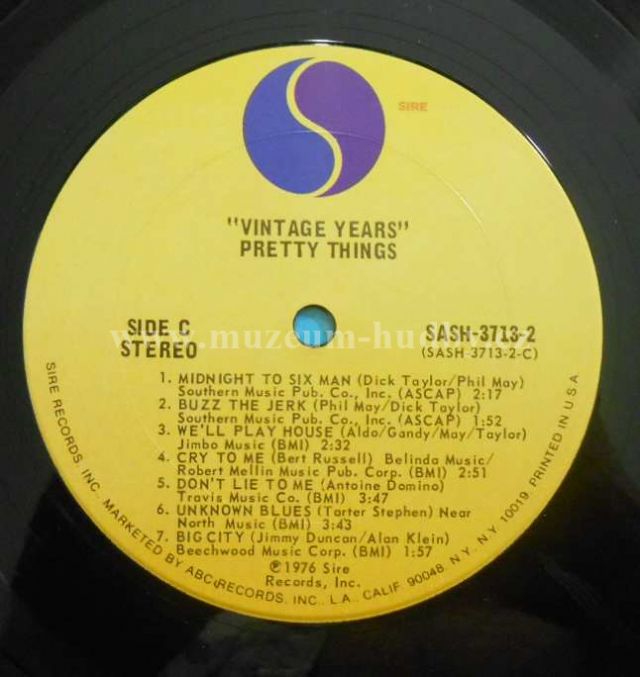 SIRE
"VINTAGE YEARS"
PRETTY THINGS
SIDE C
STEREO
SASH-3713-2
(SASH-3713-2-C)
1. MIDNIGHT TO SIX MAN (Dick Taylor/Phil May)
Southern Music Pub. Co., Inc. (ASCAP) 2:17
2. BUZZ THE JERK (Phil May/Dick Taylor)
Southern Music Pub. Co., Inc. (ASCAP) 1:52
3. WE'LL PLAY HOUSE (Aldo/Gandy/May/Taylor)
Jimbo Music (BMI) 2:32
4. CRY TO ME (Bert Russell) Belinda Music/
Robert Mellin Music Pub. Corp. (BMI) 2:51
5. DON'T LIE TO ME (Antoine Domino)
Travis Music Co. (BMI) 3:47
6. UNKNOWN BLUES (Tarter Stephen) Near
North Music (BMI) 3:43
7. BIG CITY (Jimmy Duncan/Alan Klein)
Beechwood Music Corp. (BMI) 1:57
℗1976 Sire
Records, Inc.
SIRE RECORDS, INC. MARKETED BY ABC RECORDS, INC., L.A., CALIF. 90048, N.Y., N.Y. 10019, PRINTED IN U.S.A.